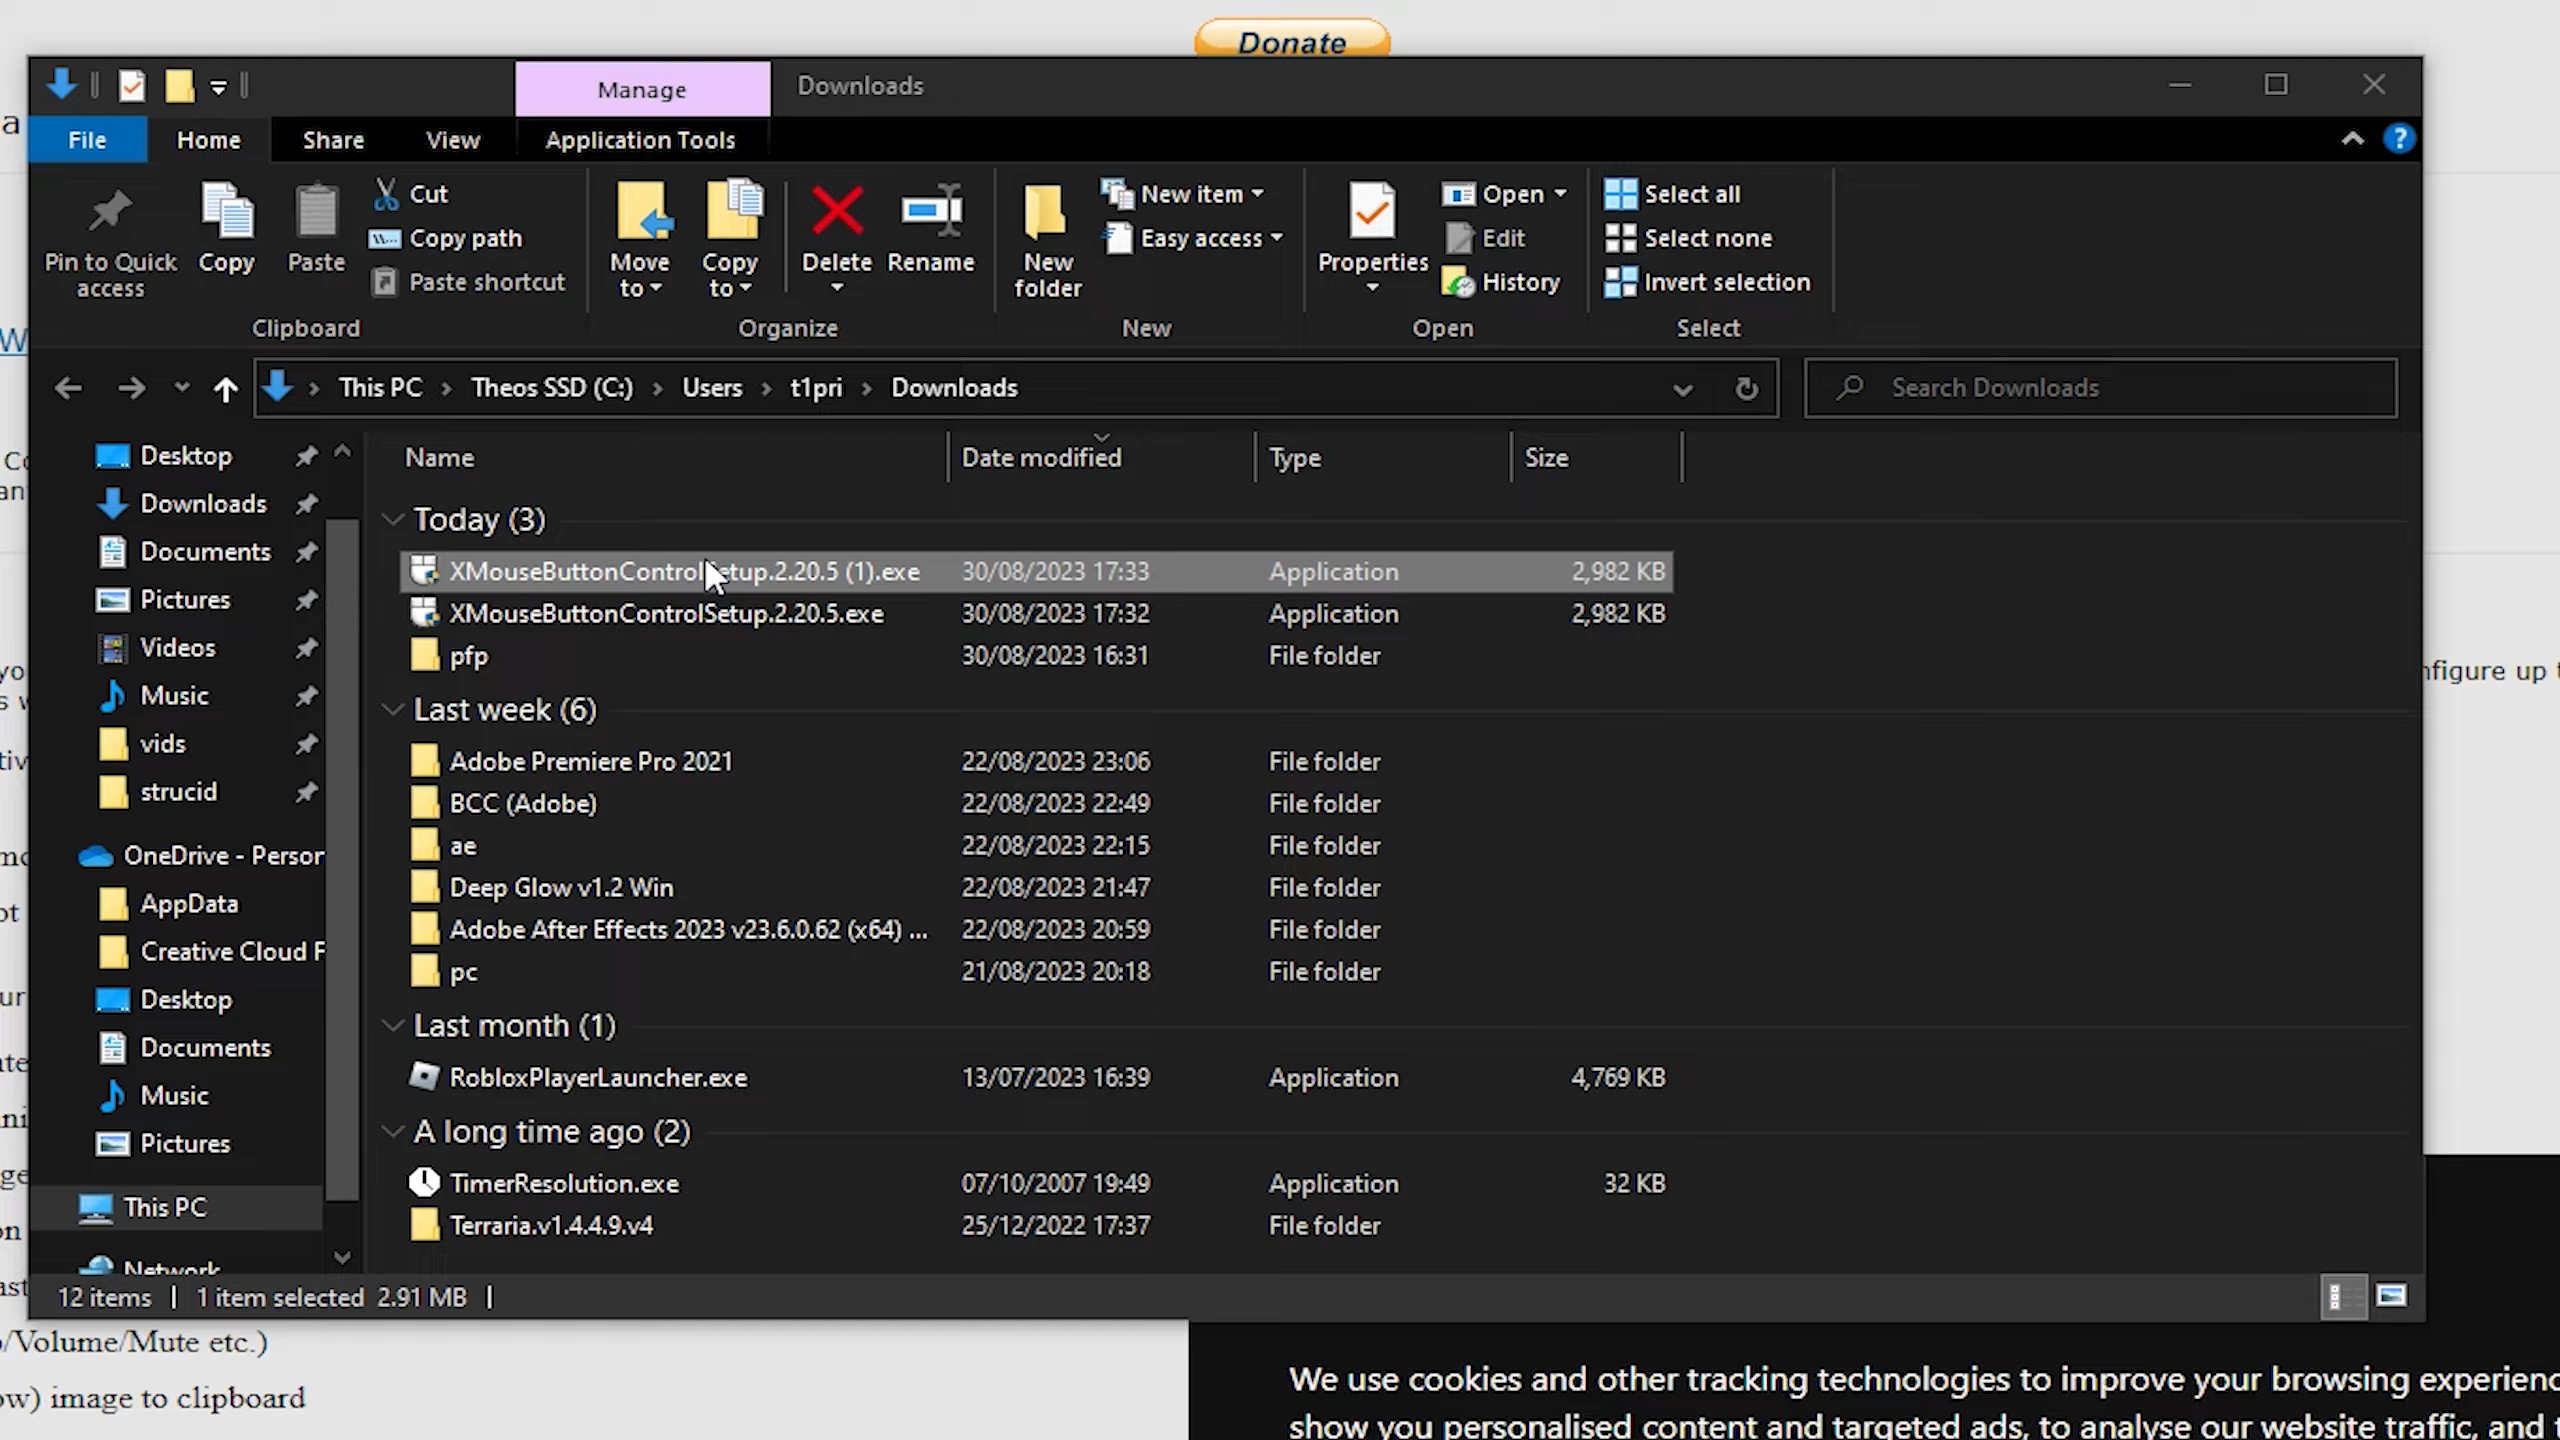 Donate
Manage
Downloads
File
Home
Share
View
Application Tools
Pin to Quick access
Copy
Paste
Cut
Copy path
Paste shortcut
Clipboard
Move to
Copy to
Delete
Rename
Organize
New folder
New item
Easy access
New
Properties
Open
Edit
History
Open
Select all
Select none
Invert selection
Select
This PC > Theos SSD (C:) > Users > t1pri > Downloads
Search Downloads
Desktop
Downloads
Documents
Pictures
Videos
Music
vids
strucid
OneDrive - Person
AppData
Creative Cloud F
Desktop
Documents
Music
Pictures
This PC
Network
Name Date modified Type Size
Today (3)
XMouseButtonControlSetup.2.20.5 (1).exe 30/08/2023 17:33 Application 2,982 KB
XMouseButtonControlSetup.2.20.5.exe 30/08/2023 17:32 Application 2,982 KB
pfp 30/08/2023 16:31 File folder
Last week (6)
Adobe Premiere Pro 2021 22/08/2023 23:06 File folder
BCC (Adobe) 22/08/2023 22:49 File folder
ae 22/08/2023 22:15 File folder
Deep Glow v1.2 Win 22/08/2023 21:47 File folder
Adobe After Effects 2023 v23.6.0.62 (x64) ... 22/08/2023 20:59 File folder
pc 21/08/2023 20:18 File folder
Last month (1)
RobloxPlayerLauncher.exe 13/07/2023 16:39 Application 4,769 KB
A long time ago (2)
TimerResolution.exe 07/10/2007 19:49 Application 32 KB
Terraria.v1.4.4.9.v4 25/12/2022 17:37 File folder
12 items | 1 item selected 2.91 MB |
nfigure up t
/Volume/Mute etc.)
ow) image to clipboard
We use cookies and other tracking technologies to improve your browsing experienc
show you personalised content and targeted ads, to analyse our website traffic, and t